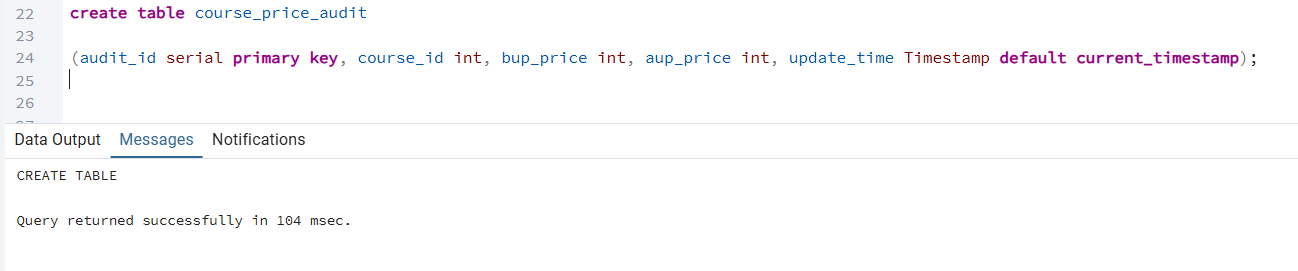 22 create table course_price_audit
23
24 (audit_id serial primary key, course_id int, bup_price int, aup_price int, update_time Timestamp default current_timestamp);
25
26
Data Output Messages Notifications
CREATE TABLE
Query returned successfully in 104 msec.